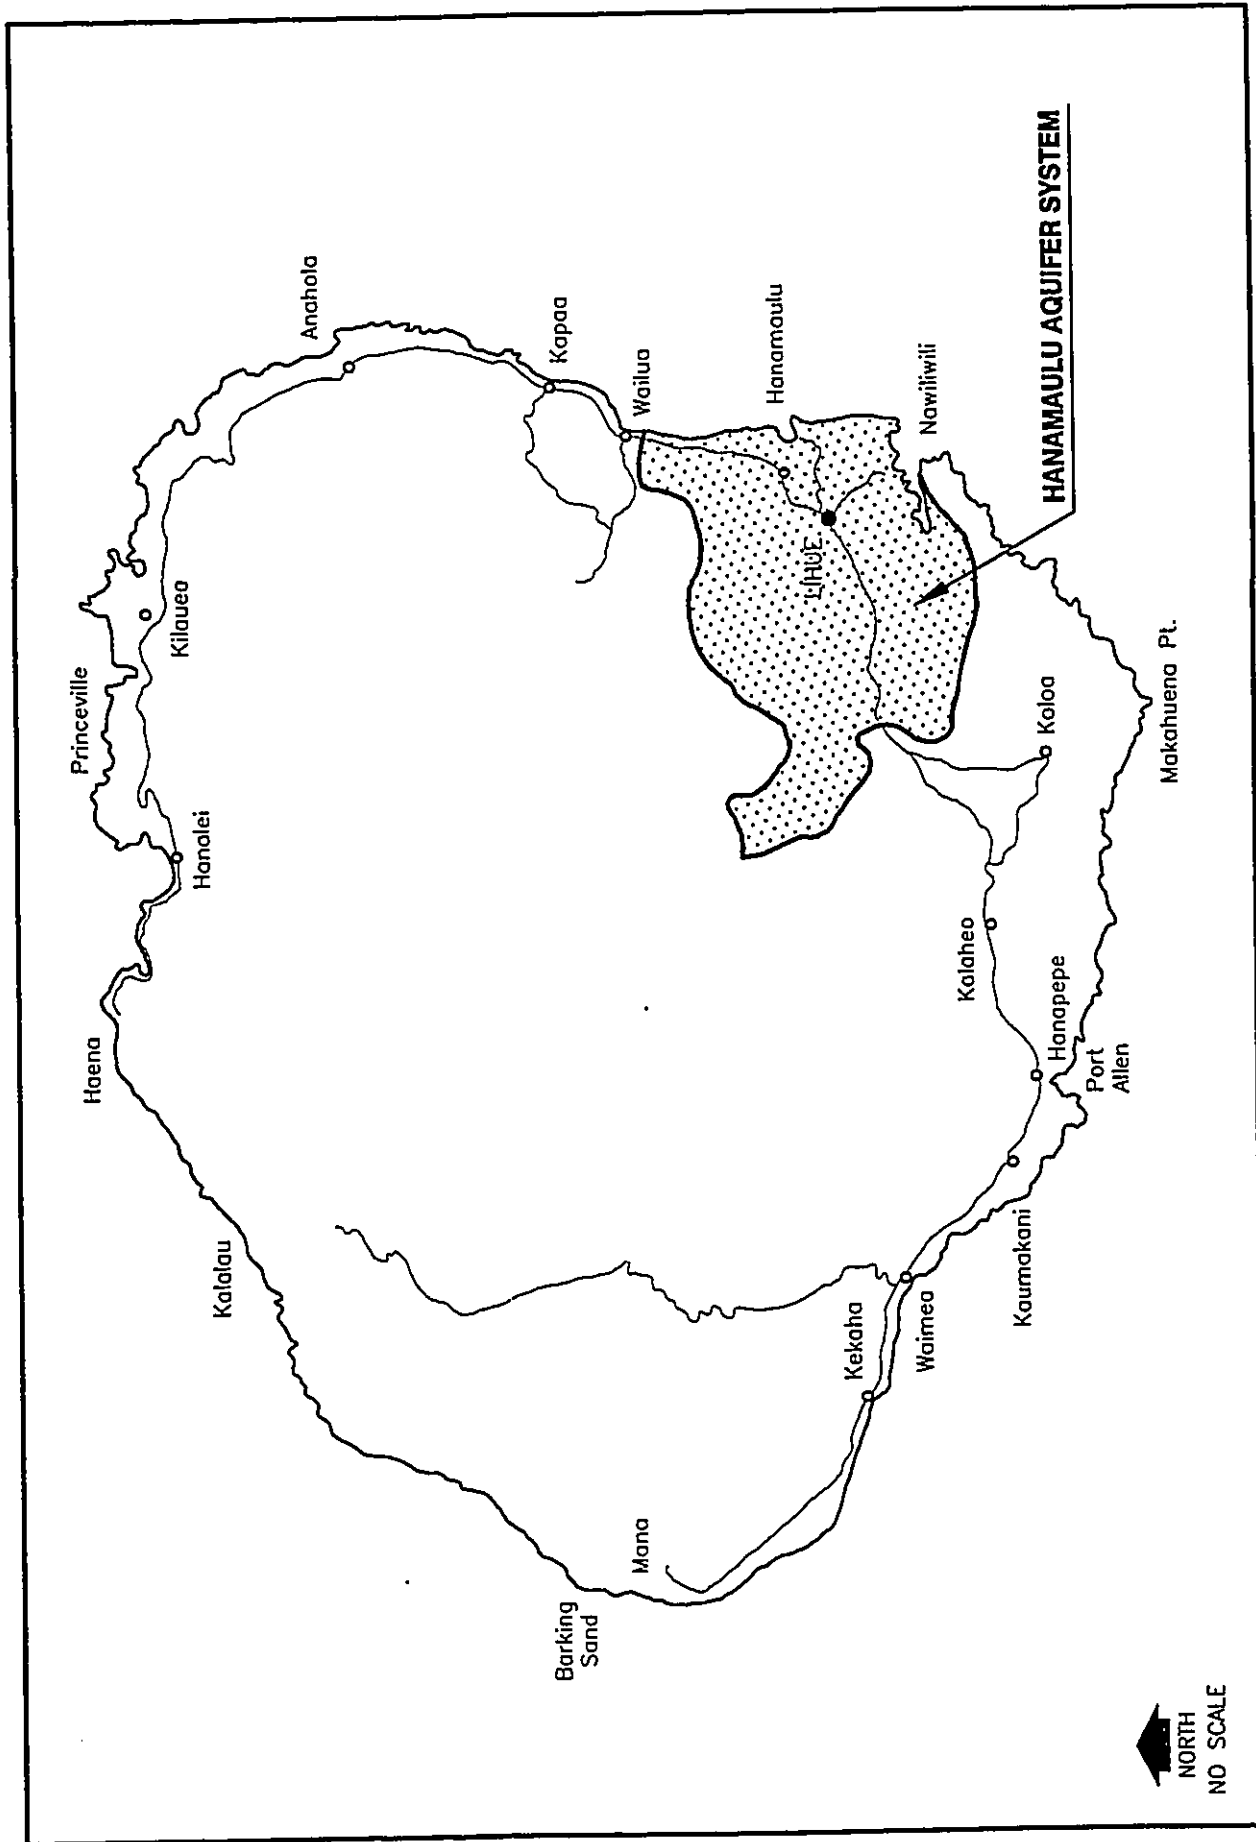 Princeville
Haena
Kilauea
Hanalei
Kalalau
Anahola
Kapaa
Barking
Sand
Mana
Wailua
Hanamaulu
LIHUE
Kekaha
Nawiliwili
Waimea
Kalaheo
Kaumakani
Koloa
Hanapepe
HANAMAULU AQUIFER SYSTEM
Port
Allen
Makahuena Pt.
NORTH
NO SCALE